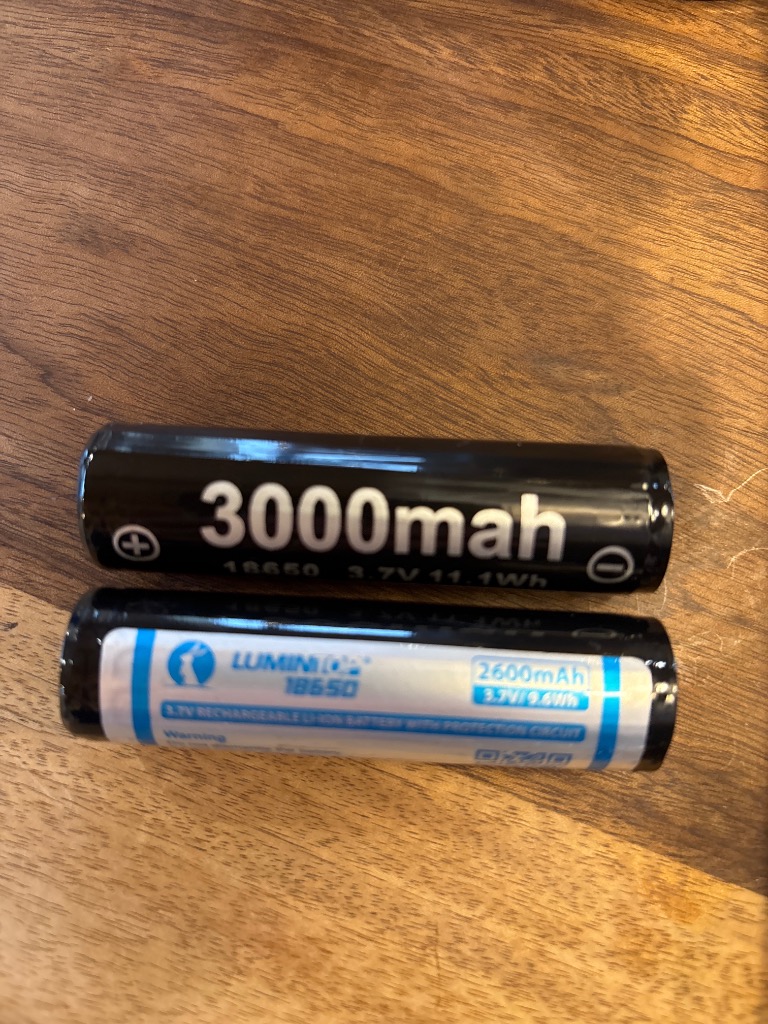 3000mah
+ −
18650 3.7V 11.1Wh
LUMINTOP 2600mAh
18650 3.7V/ 9.6Wh
3.7V RECHARGEABLE LI-ION BATTERY WITH PROTECTION CIRCUIT
Warning